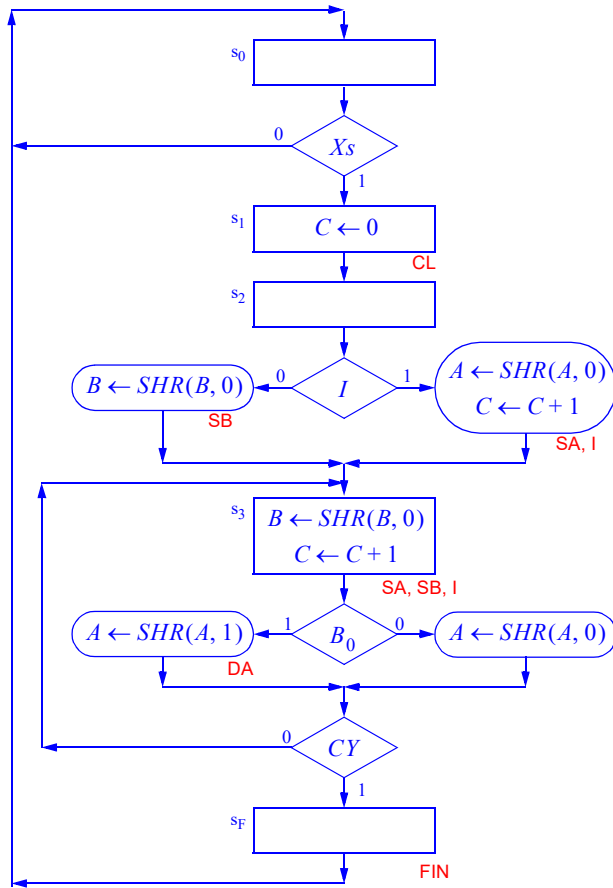 s0
0
Xs
1
s1
C ← 0
CL
s2
B ← SHR(B, 0)
0
I
1
A ← SHR(A, 0)
C ← C + 1
SB
SA, I
s3
B ← SHR(B, 0)
C ← C + 1
SA, SB, I
A ← SHR(A, 1)
1
B0
0
A ← SHR(A, 0)
DA
0
CY
1
sF
FIN